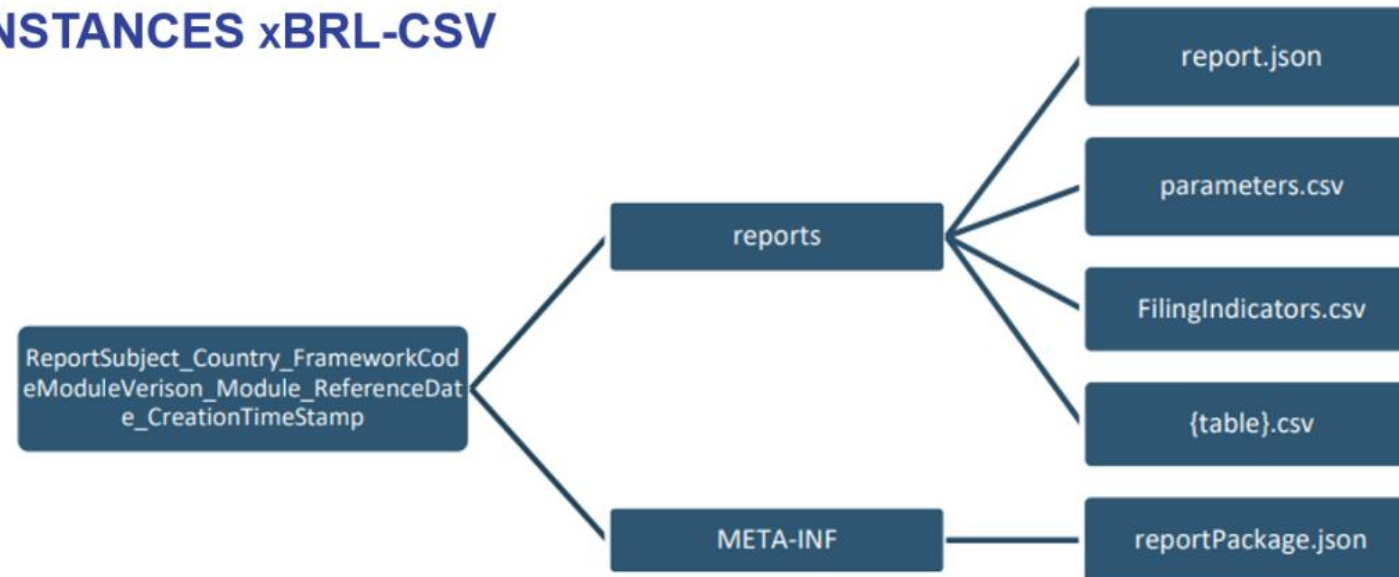 NSTANCES xBRL-CSV
report.json
parameters.csv
reports
FilingIndicators.csv
ReportSubject_Country_FrameworkCod
eModuleVerison_Module_ReferenceDat
e_CreationTimeStamp
{table}.csv
META-INF
reportPackage.json